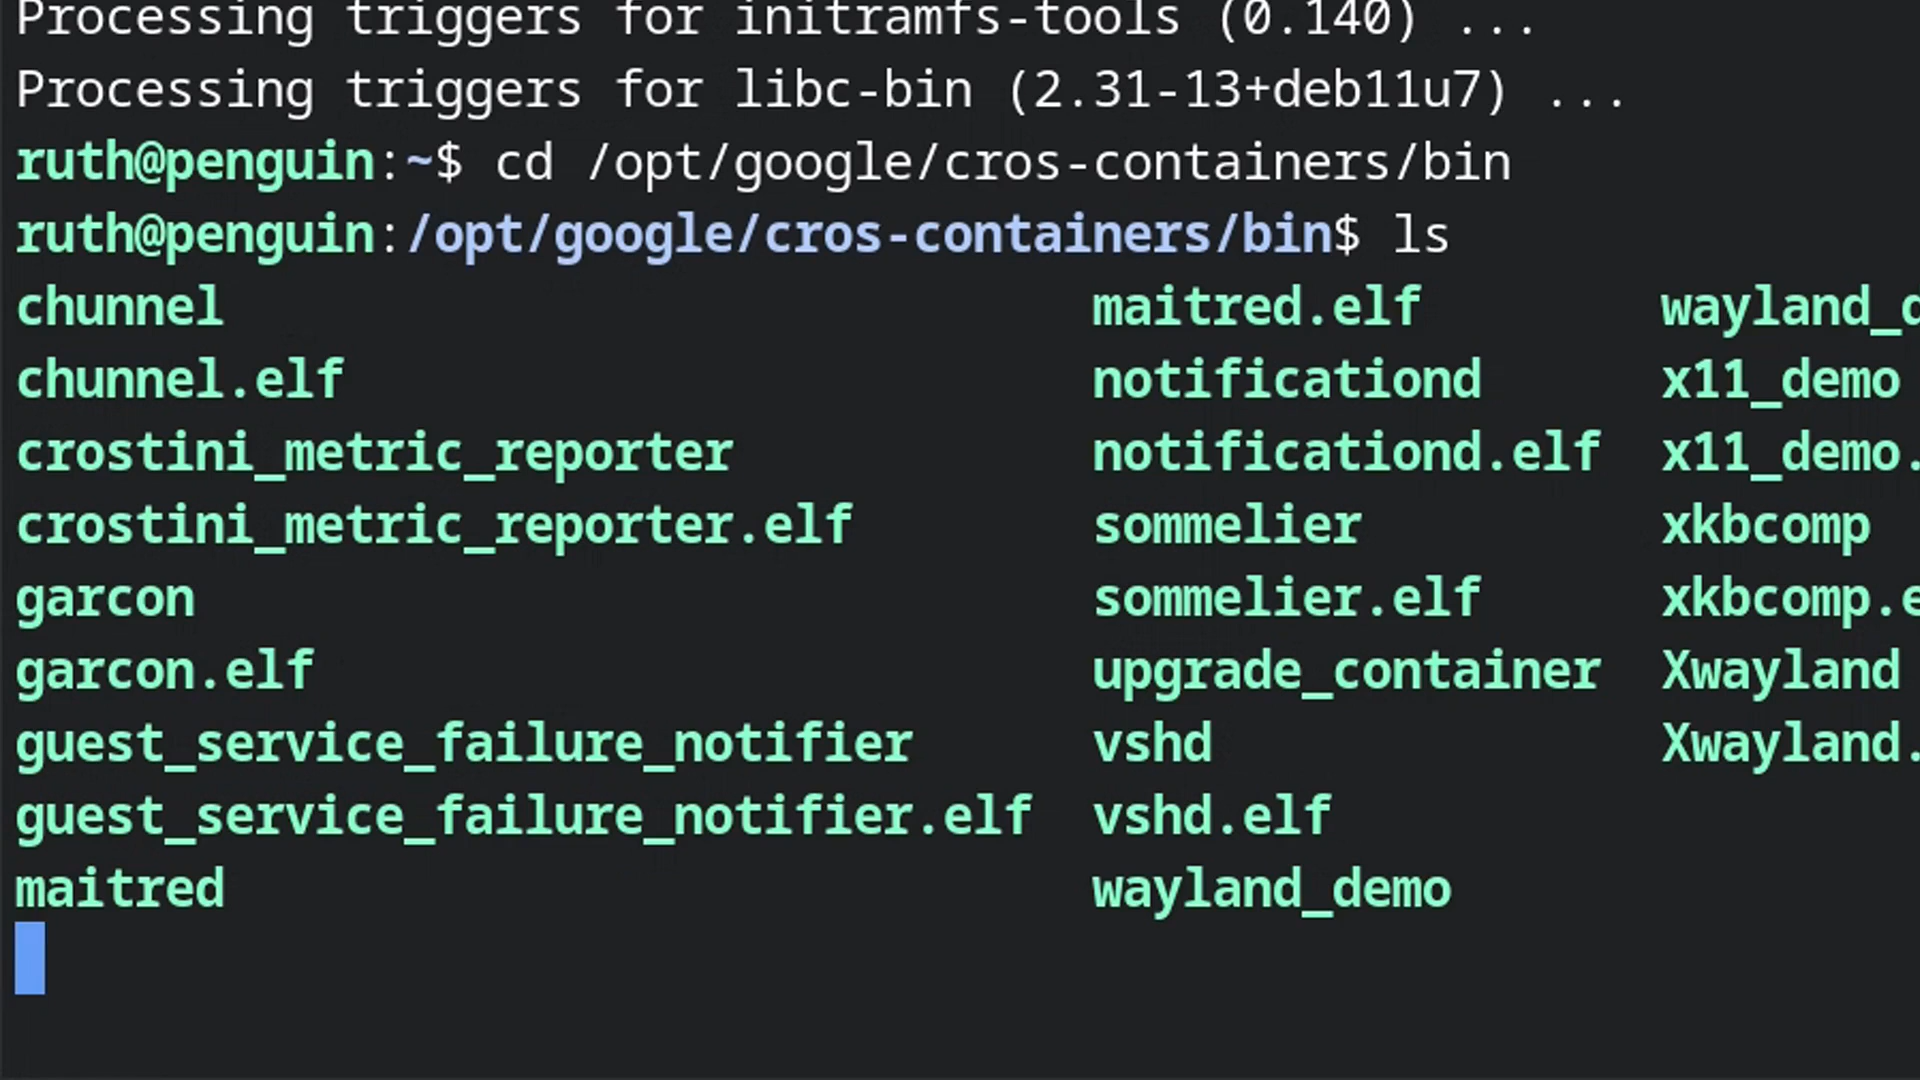 Processing triggers for initramfs-tools (0.140) ...
Processing triggers for libc-bin (2.31-13+deb11u7) ...
ruth@penguin:~$ cd /opt/google/cros-containers/bin
ruth@penguin:/opt/google/cros-containers/bin$ ls
chunnel maitred.elf wayland_d
chunnel.elf notificationd x11_demo
crostini_metric_reporter notificationd.elf x11_demo.
crostini_metric_reporter.elf sommelier xkbcomp
garcon sommelier.elf xkbcomp.e
garcon.elf upgrade_container Xwayland
guest_service_failure_notifier vshd Xwayland.
guest_service_failure_notifier.elf vshd.elf
maitred wayland_demo